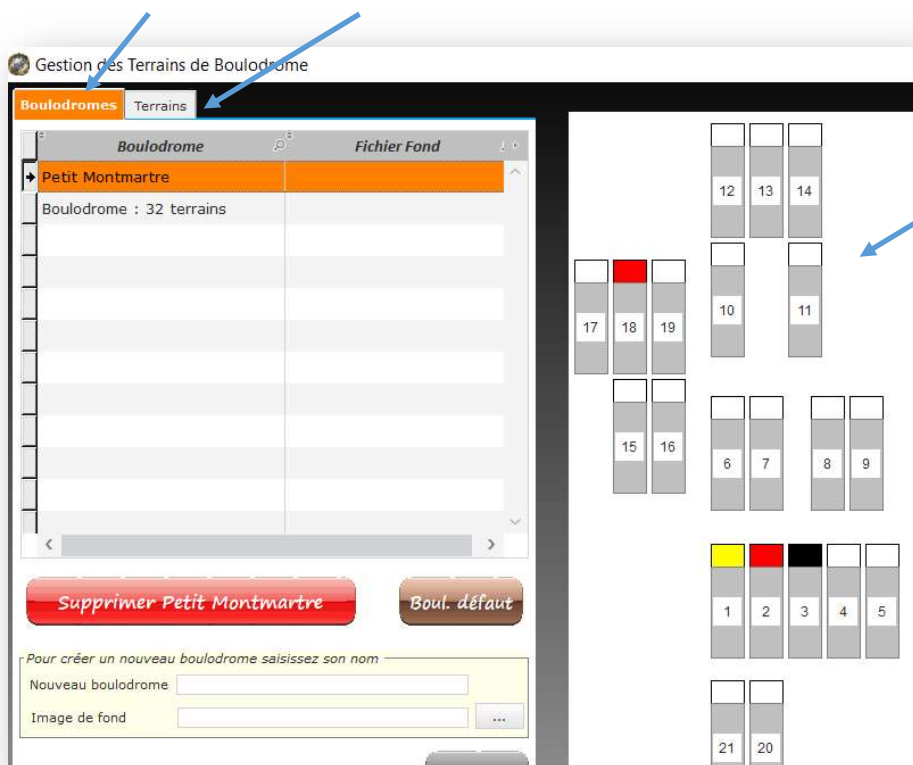 Gestion des Terrains de Boulodrome
Boulodromes Terrains
Boulodrome Fichier Fond
Petit Montmartre
Boulodrome : 32 terrains
Supprimer Petit Montmartre
Boul. défaut
Pour créer un nouveau boulodrome saisissez son nom
Nouveau boulodrome
Image de fond
...
12 13 14
10 11
17 18 19
15 16
6 7 8 9
1 2 3 4 5
21 20